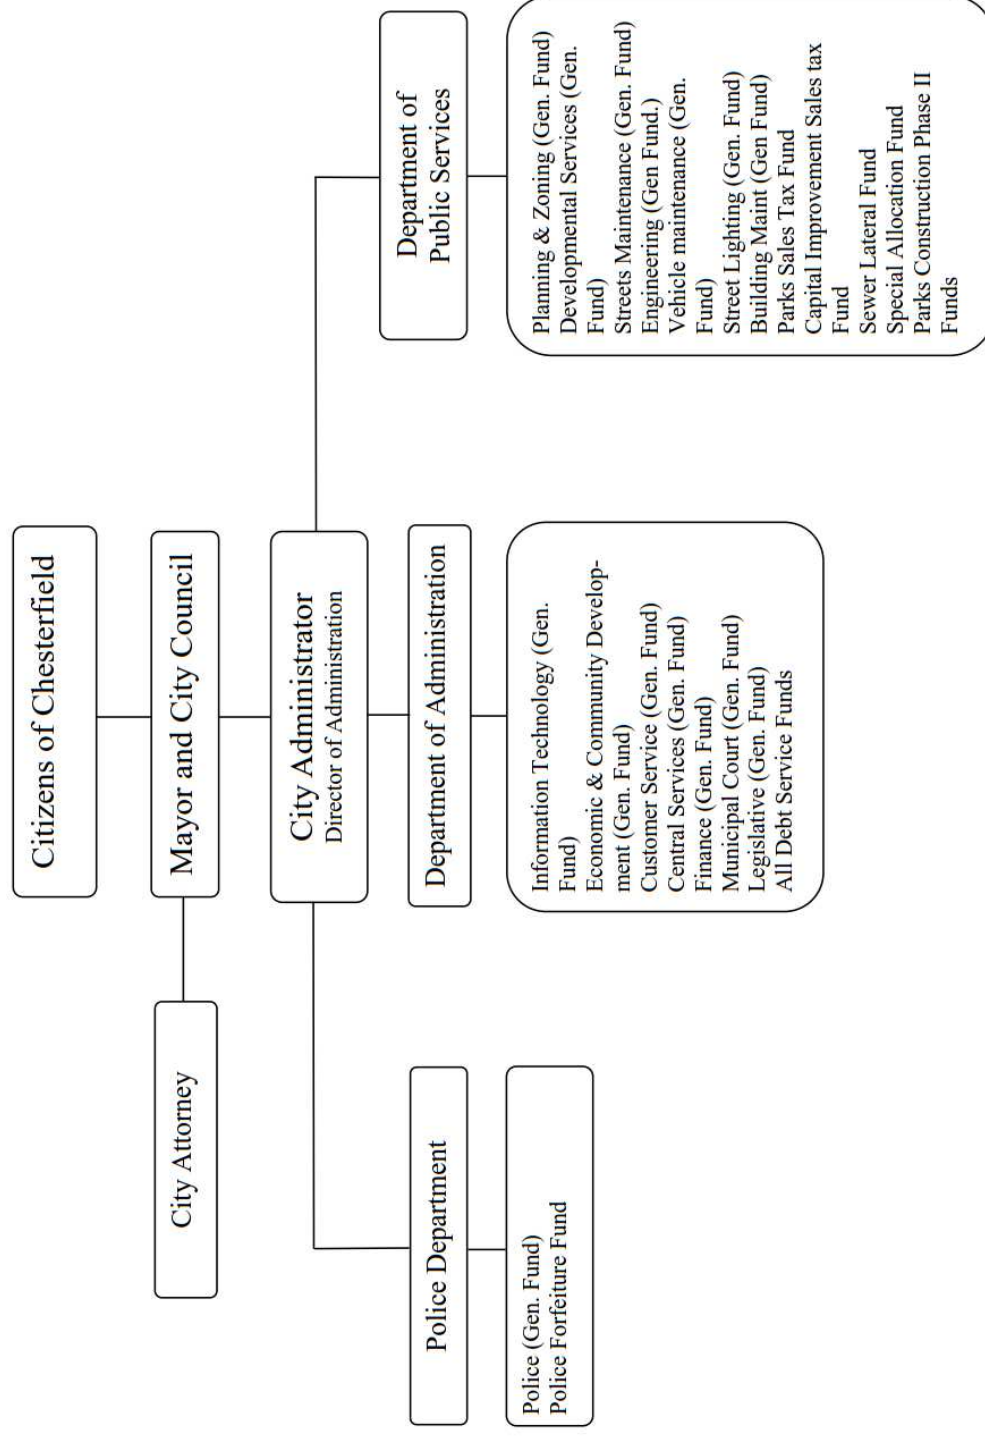 Citizens of Chesterfield
Mayor and City Council
City Attorney
City Administrator
Director of Administration
Police Department
Department of Administration
Department of
Public Services
Police (Gen. Fund)
Police Forfeiture Fund
Information Technology (Gen.
Fund)
Economic & Community Develop-
ment (Gen. Fund)
Customer Service (Gen. Fund)
Central Services (Gen. Fund)
Finance (Gen. Fund)
Municipal Court (Gen. Fund)
Legislative (Gen. Fund)
All Debt Service Funds
Planning & Zoning (Gen. Fund)
Developmental Services (Gen.
Fund)
Streets Maintenance (Gen. Fund)
Engineering (Gen Fund.)
Vehicle maintenance (Gen.
Fund)
Street Lighting (Gen. Fund)
Building Maint (Gen Fund)
Parks Sales Tax Fund
Capital Improvement Sales tax
Fund
Sewer Lateral Fund
Special Allocation Fund
Parks Construction Phase II
Funds